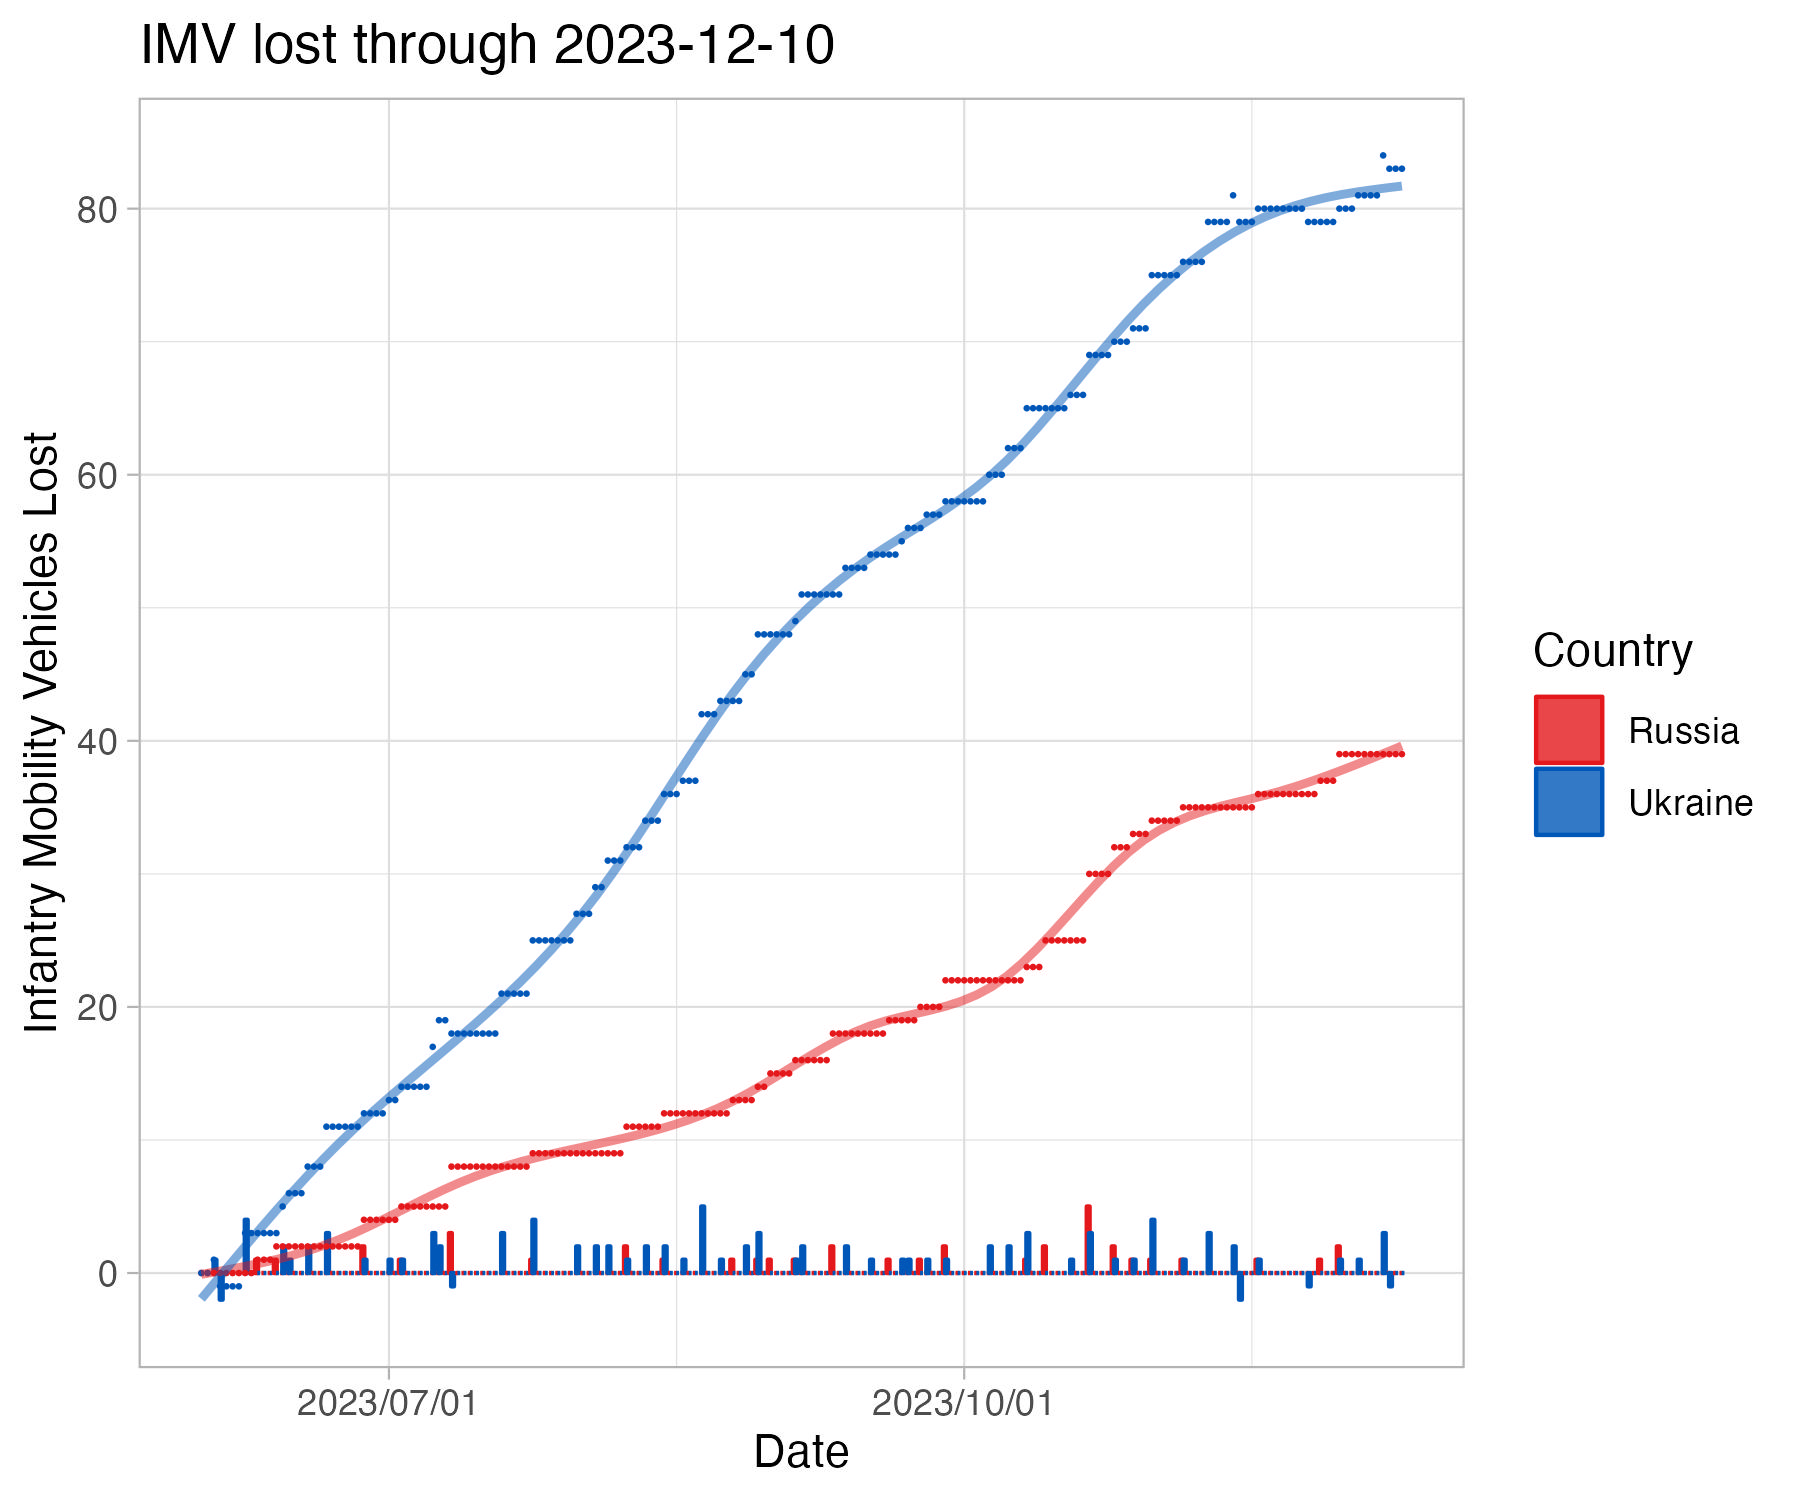 IMV lost through 2023-12-10
Infantry Mobility Vehicles Lost
80
60
40
20
0
2023/07/01
2023/10/01
Date
Country
Russia
Ukraine